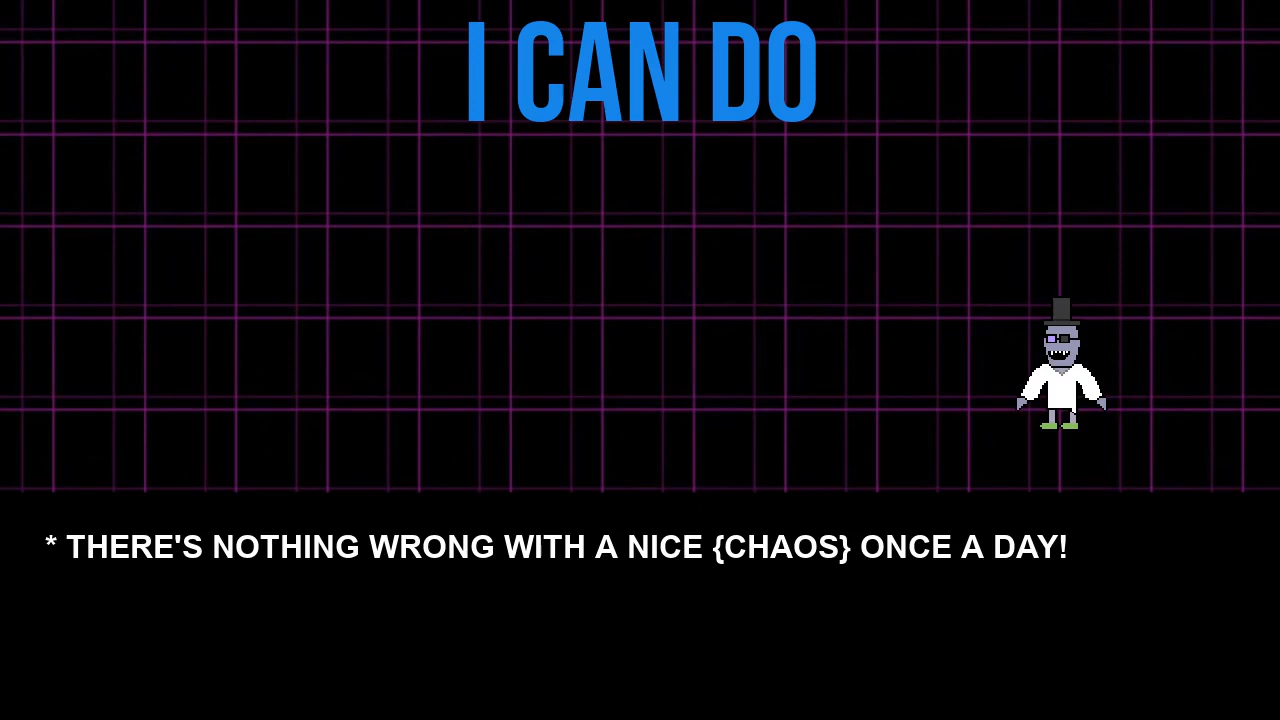 I CAN DO
* THERE'S NOTHING WRONG WITH A NICE {CHAOS} ONCE A DAY!